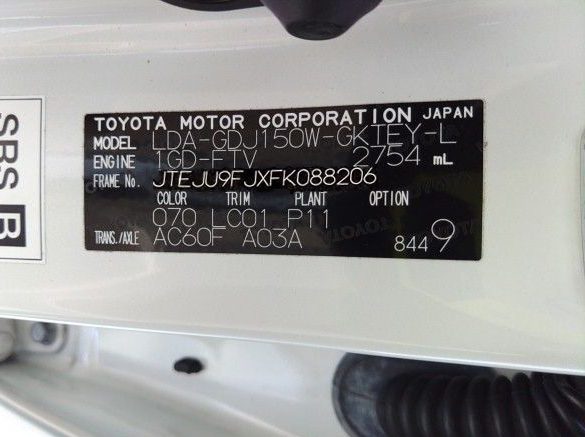 TOYOTA MOTOR CORPORATION JAPAN
MODEL LDA-GDJ150W-GKTEY-L
ENGINE 1GD-FTV 2754 mL
FRAME No. JTEJU9FJXFK088206
COLOR TRIM PLANT OPTION
070 LC01 P11
TRANS./AXLE AC60F A03A 8449
SRS B